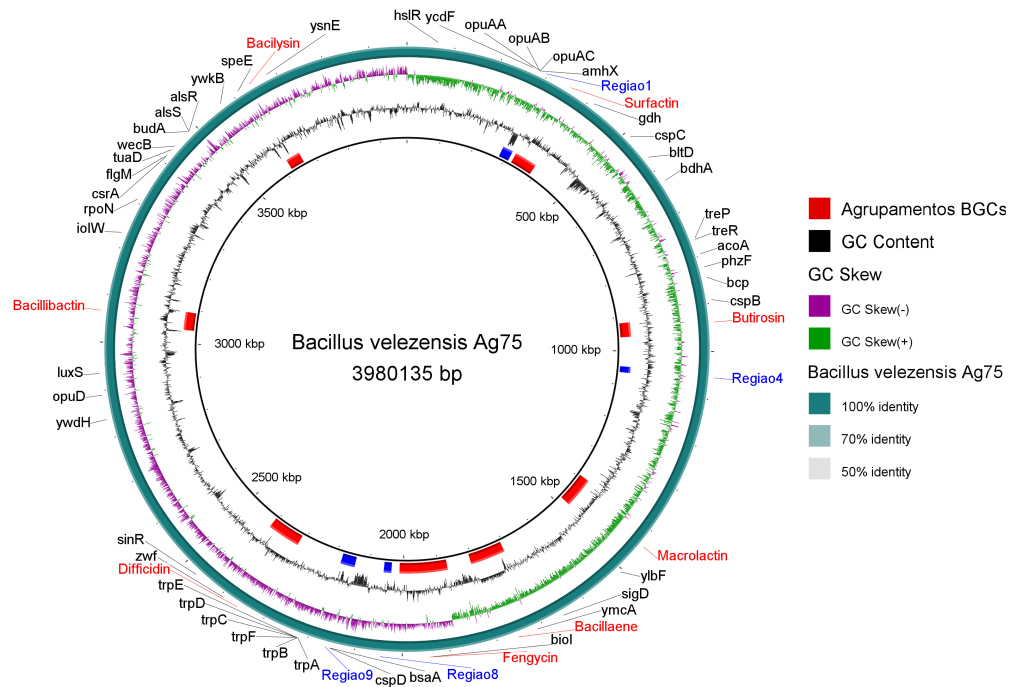 hslR
ycdF
opuAA
opuAB
opuAC
amhX
Regiao1
Surfactin
gdh
cspC
bltD
bdhA
treP
treR
acoA
phzF
bcp
cspB
Butirosin
Regiao4
Macrolactin
ylbF
sigD
ymcA
Bacillaene
bioI
Fengycin
Regiao8
bsaA
cspD
Regiao9
trpA
trpB
trpF
trpC
trpD
trpE
Difficidin
zwf
sinR
ywdH
opuD
luxS
Bacillibactin
iolW
rpoN
csrA
flgM
tuaD
wecB
budA
alsS
alsR
ywkB
speE
Bacilysin
ysnE
500 kbp
1000 kbp
1500 kbp
2000 kbp
2500 kbp
3000 kbp
3500 kbp
Bacillus velezensis Ag75
3980135 bp
Agrupamentos BGCs
GC Content
GC Skew
GC Skew(-)
GC Skew(+)
Bacillus velezensis Ag75
100% identity
70% identity
50% identity